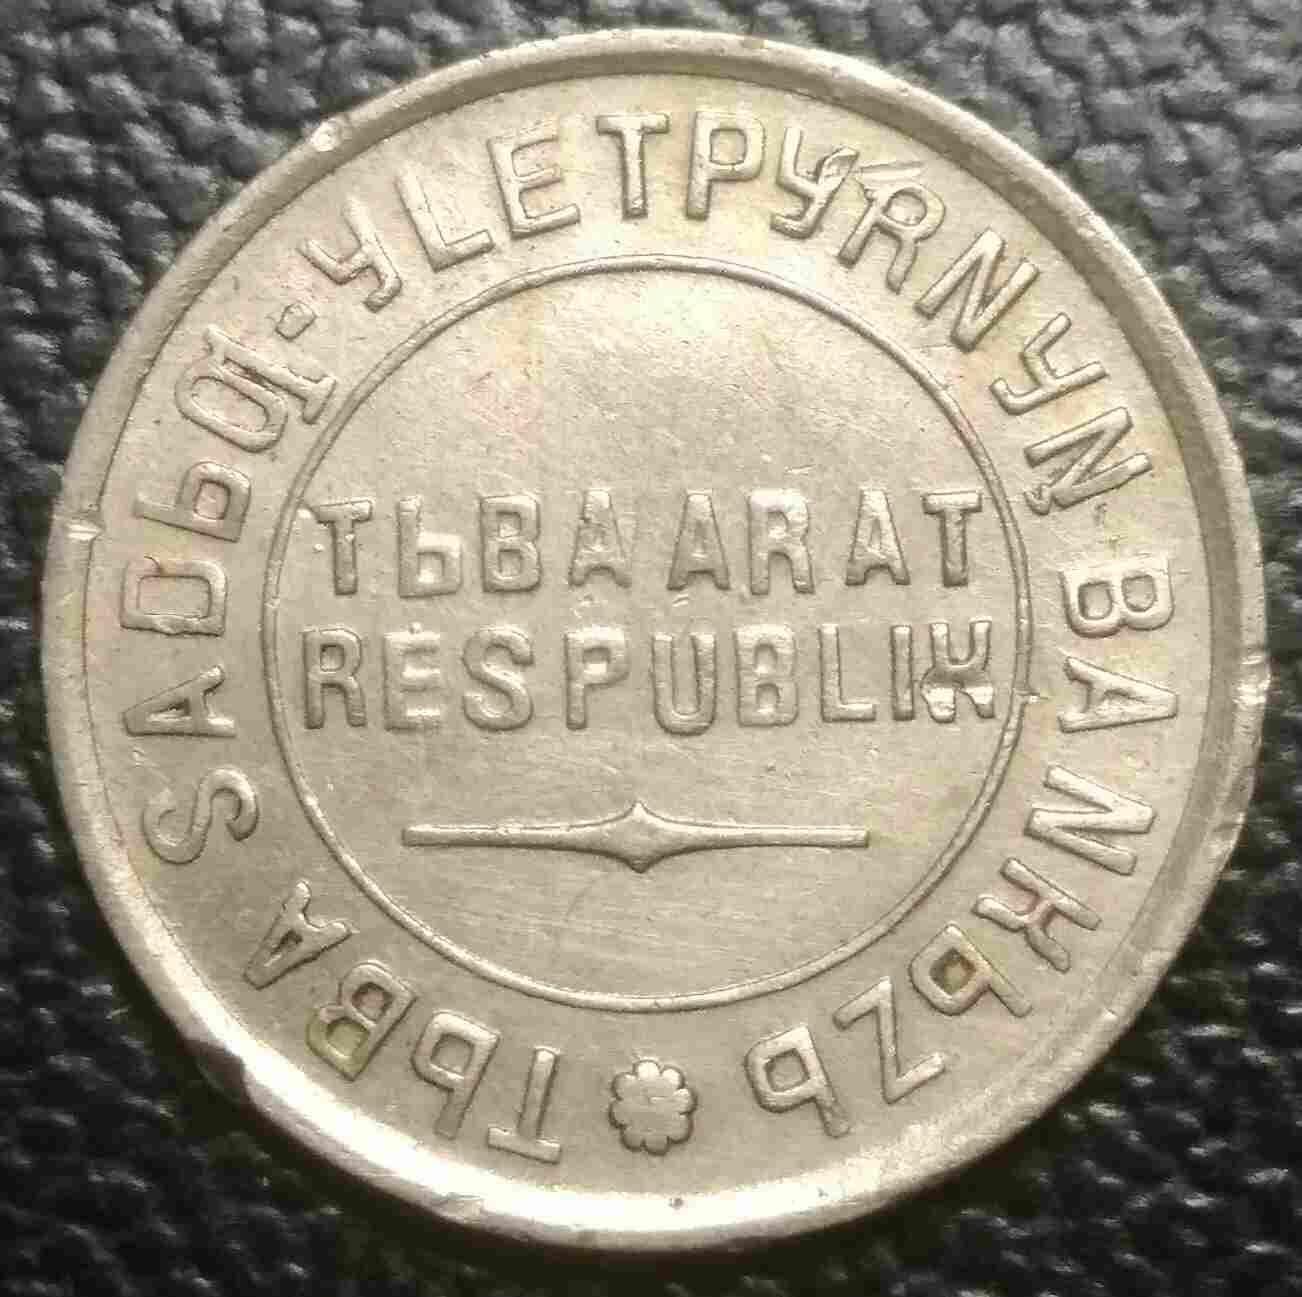 TЬBA ARAT
RESPUBLIK
TЬBA SADЬƢ-YLETPYRNYŅ BANKЬZЬ